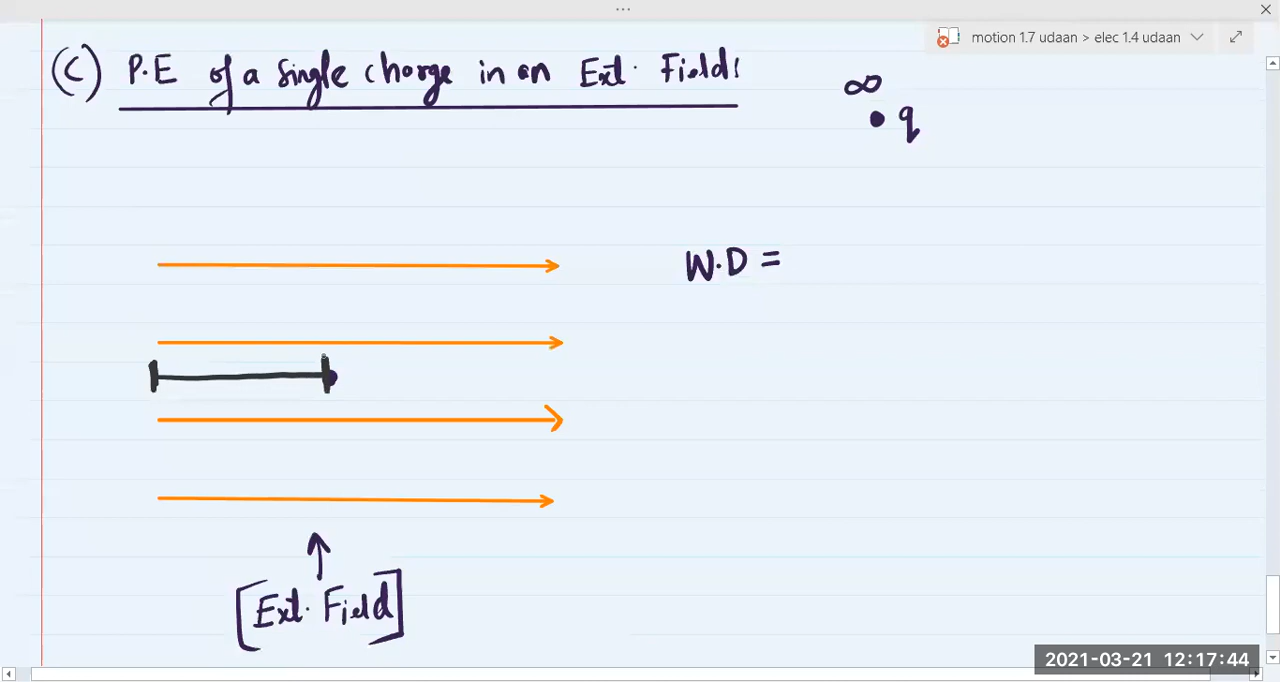 motion 1.7 udaan > elec 1.4 udaan
(C) P.E of a single charge in an Ext. Field:
∞
q
W.D =
[Ext. Field]
2021-03-21 12:17:44